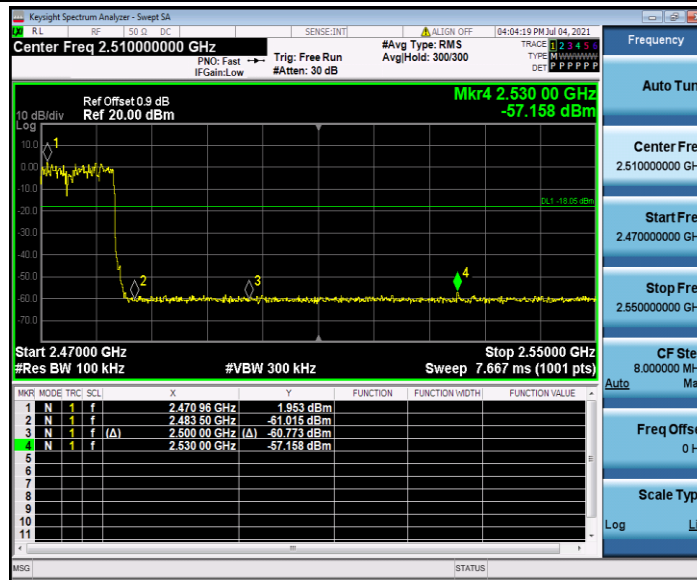 Keysight Spectrum Analyzer - Swept SA
RL RF 50 Ω DC SENSE:INT ALIGN OFF 04:04:19 PM Jul 04, 2021
Center Freq 2.510000000 GHz
PNO: Fast
IFGain:Low
Trig: Free Run
#Atten: 30 dB
#Avg Type: RMS
Avg|Hold: 300/300
TRACE 1 2 3 4 5 6
TYPE M
DET P P P P P P
Ref Offset 0.9 dB
Ref 20.00 dBm
10 dB/div
Log
Mkr4 2.530 00 GHz
-57.158 dBm
10.0
0.00
-10.0
-20.0
-30.0
-40.0
-50.0
-60.0
-70.0
1
2
3
4
DL1 -18.05 dBm
Start 2.47000 GHz
#Res BW 100 kHz
#VBW 300 kHz
Stop 2.55000 GHz
Sweep 7.667 ms (1001 pts)
MKR MODE TRC SCL X Y FUNCTION FUNCTION WIDTH FUNCTION VALUE
1 N 1 f 2.470 96 GHz 1.953 dBm
2 N 1 f 2.483 50 GHz -61.015 dBm
3 N 1 f (Δ) 2.500 00 GHz (Δ) -60.773 dBm
4 N 1 f 2.530 00 GHz -57.158 dBm
5
6
7
8
9
10
11
MSG STATUS
Frequency
Auto Tun
Center Fre
2.510000000 GH
Start Fre
2.470000000 GH
Stop Fre
2.550000000 GH
CF Ste
8.000000 MH
Auto Ma
Freq Offse
0 H
Scale Typ
Log Li